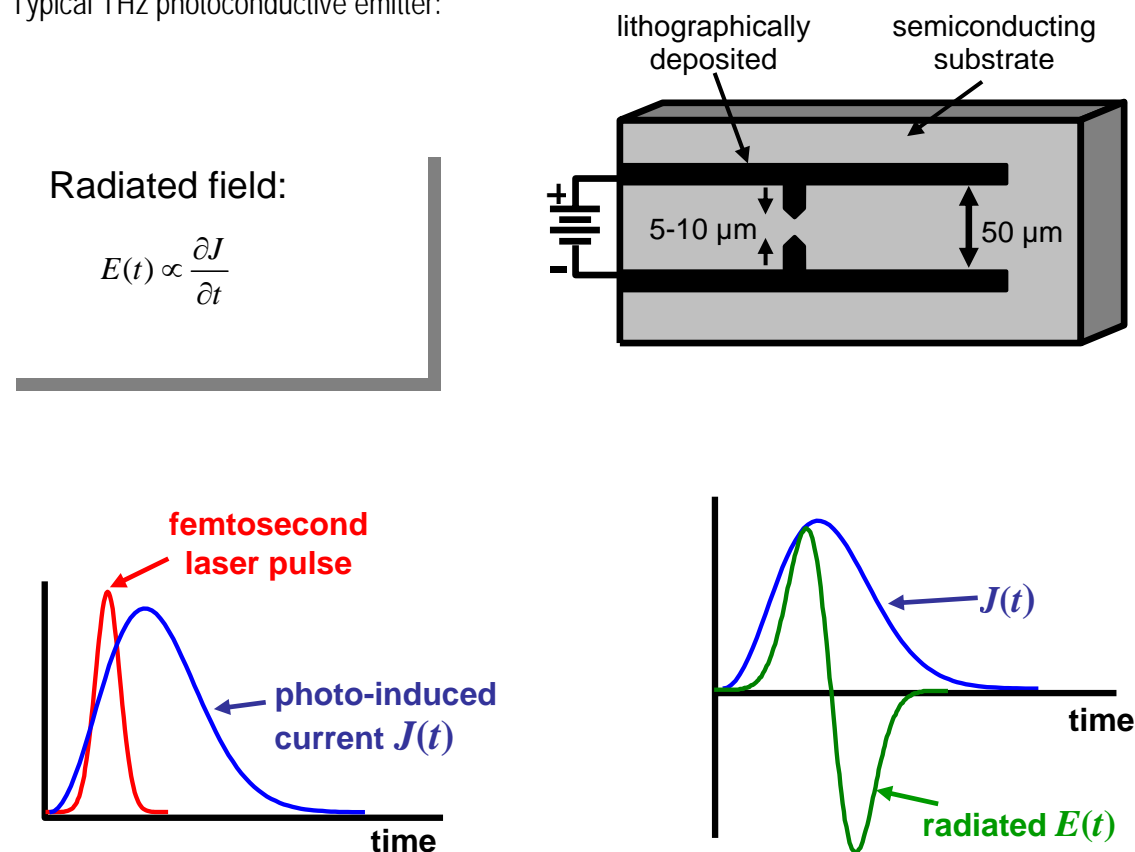 Typical THz photoconductive emitter:
lithographically
deposited
semiconducting
substrate
Radiated field:
E(t) ∝ ∂J/∂t
+
-
5-10 µm
50 µm
femtosecond
laser pulse
photo-induced
current J(t)
time
J(t)
time
radiated E(t)